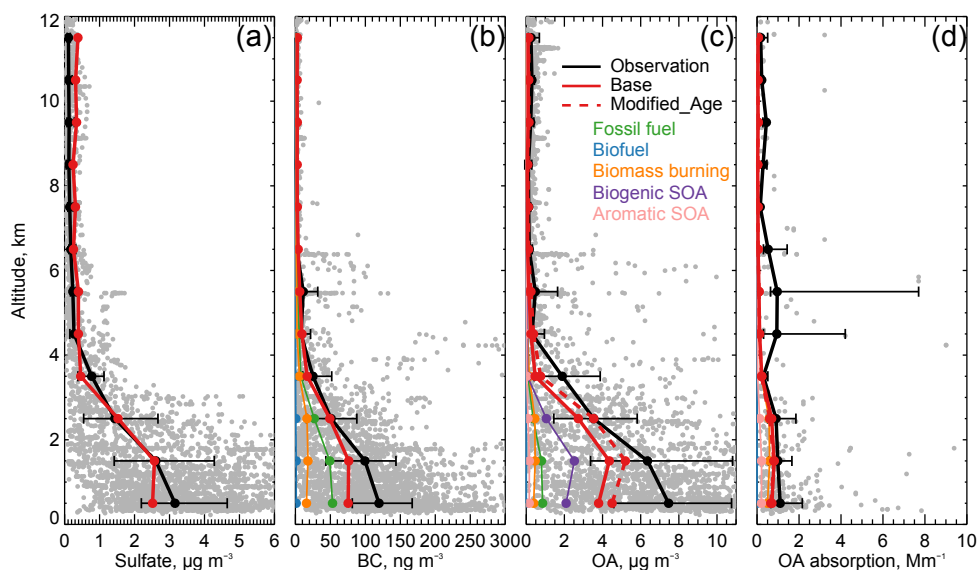 (a) (b) (c) (d)
Observation
Base
Modified_Age
Fossil fuel
Biofuel
Biomass burning
Biogenic SOA
Aromatic SOA
Altitude, km
12
10
8
6
4
2
0
0 1 2 3 4 5 6
0 50 100 150 200 250 300
0 2 4 6 8 10
0 2 4 6 8 10
Sulfate, µg m⁻³
BC, ng m⁻³
OA, µg m⁻³
OA absorption, Mm⁻¹